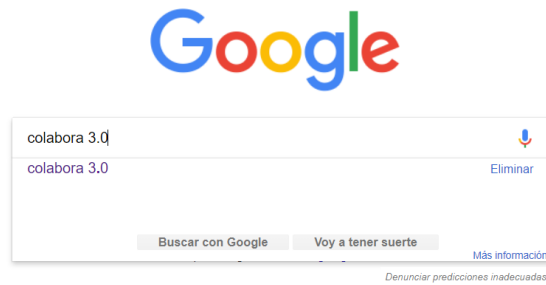 Google
colabora 3.0
colabora 3.0 Eliminar
Buscar con Google Voy a tener suerte
Más información
Denunciar predicciones inadecuadas